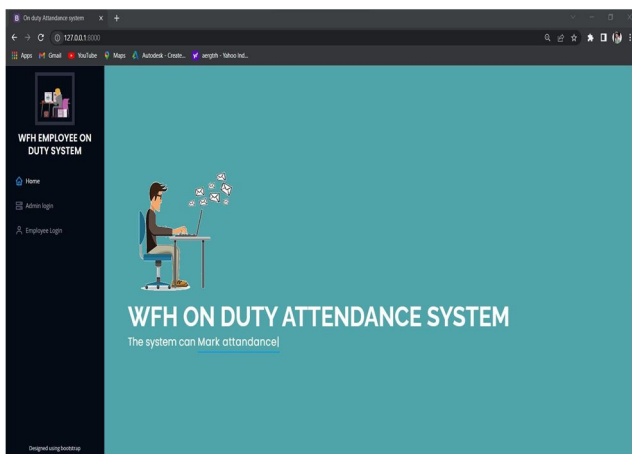 On duty Attandance system
127.0.0.1:8000
Apps Gmail YouTube Maps Autodesk - Create... aergthh - Yahoo Ind...
WFH EMPLOYEE ON
DUTY SYSTEM
Home
Admin login
Employee Login
WFH ON DUTY ATTENDANCE SYSTEM
The system can Mark attandance|
Designed using bootstrap